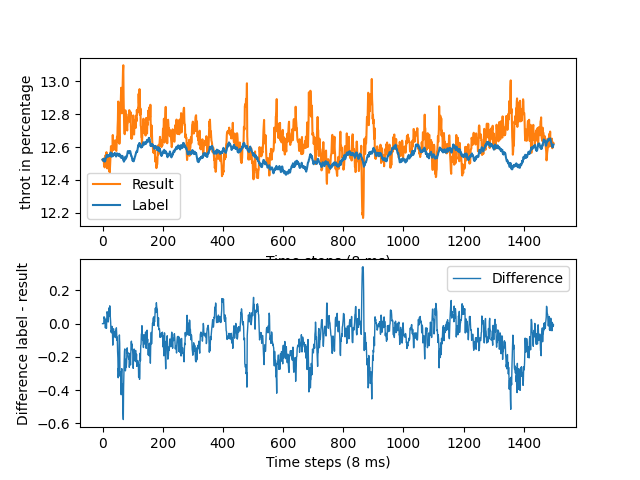 throt in percentage
13.0
12.8
12.6
12.4
12.2
Result
Label
0 200 400 600 800 1000 1200 1400
Time steps (8 ms)
Difference label - result
0.2
0.0
−0.2
−0.4
−0.6
Difference
0 200 400 600 800 1000 1200 1400
Time steps (8 ms)